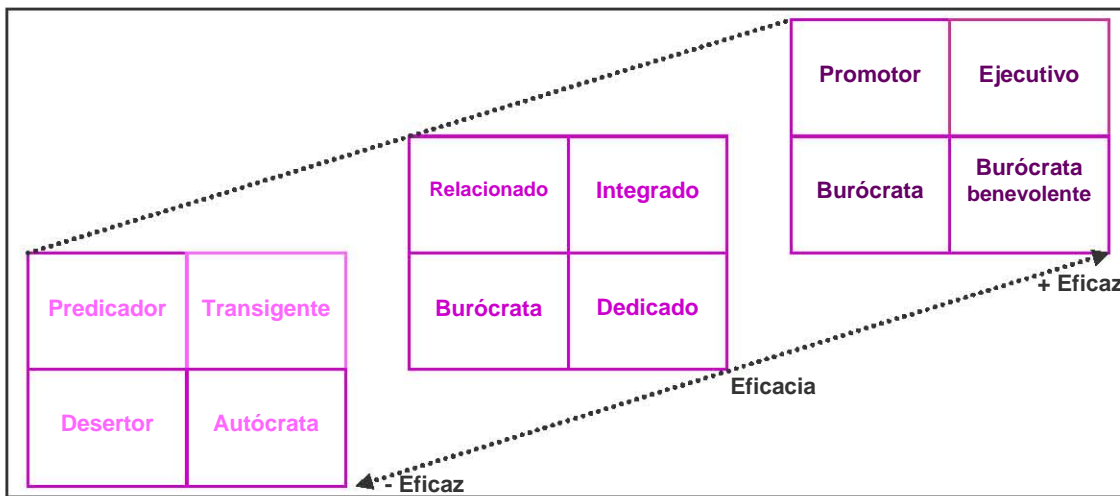 Promotor
Ejecutivo
Burócrata
Burócrata
benevolente
+ Eficaz
Relacionado
Integrado
Burócrata
Dedicado
Eficacia
Predicador
Transigente
Desertor
Autócrata
- Eficaz